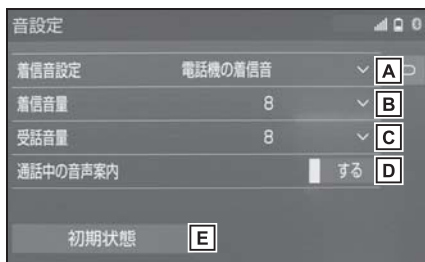 音設定
着信音設定 電話機の着信音 A
着信音量 8 B
受話音量 8 C
通話中の音声案内 する D
初期状態 E